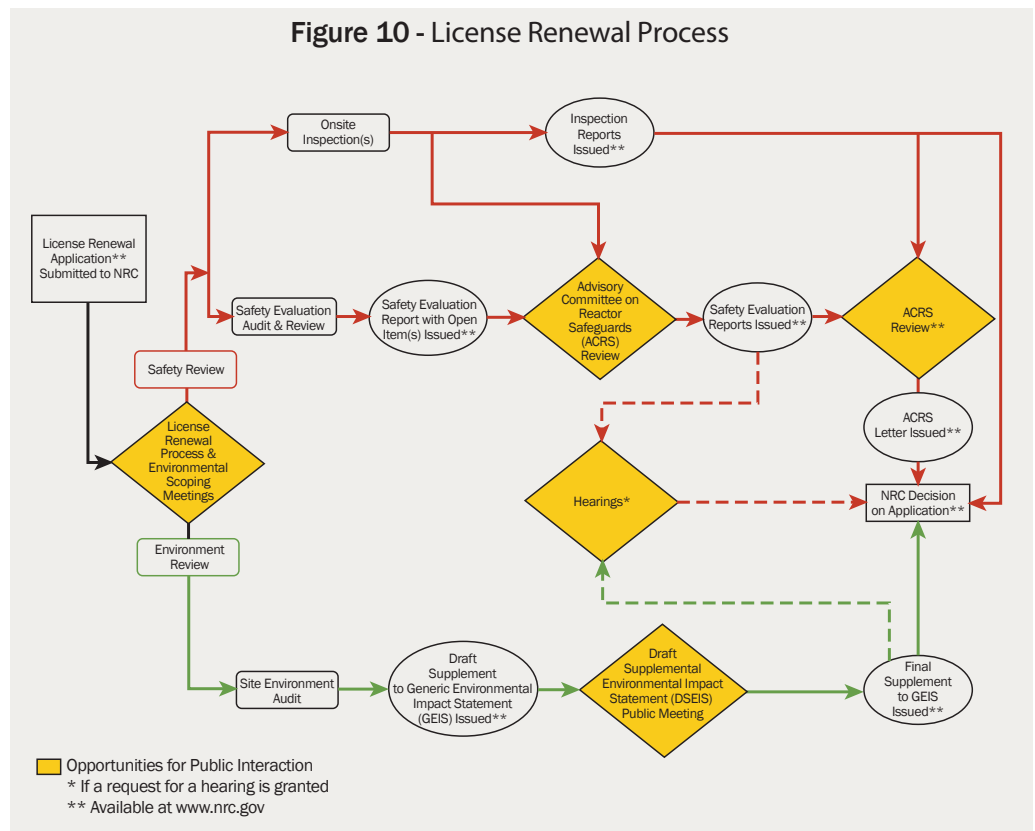 Figure 10 - License Renewal Process
Onsite
Inspection(s)
Inspection
Reports
Issued**
License Renewal
Application**
Submitted to NRC
Safety Evaluation
Audit & Review
Safety Evaluation
Report with Open
Item(s) Issued**
Advisory
Committee on
Reactor
Safeguards
(ACRS)
Review
Safety Evaluation
Reports Issued**
ACRS
Review**
Safety Review
License
Renewal
Process &
Environmental
Scoping
Meetings
ACRS
Letter Issued**
Hearings*
NRC Decision
on Application**
Environment
Review
Site Environment
Audit
Draft
Supplement
to Generic Environmental
Impact Statement
(GEIS) Issued**
Draft
Supplemental
Environmental Impact
Statement (DSEIS)
Public Meeting
Final
Supplement
to GEIS
Issued**
Opportunities for Public Interaction
* If a request for a hearing is granted
** Available at www.nrc.gov